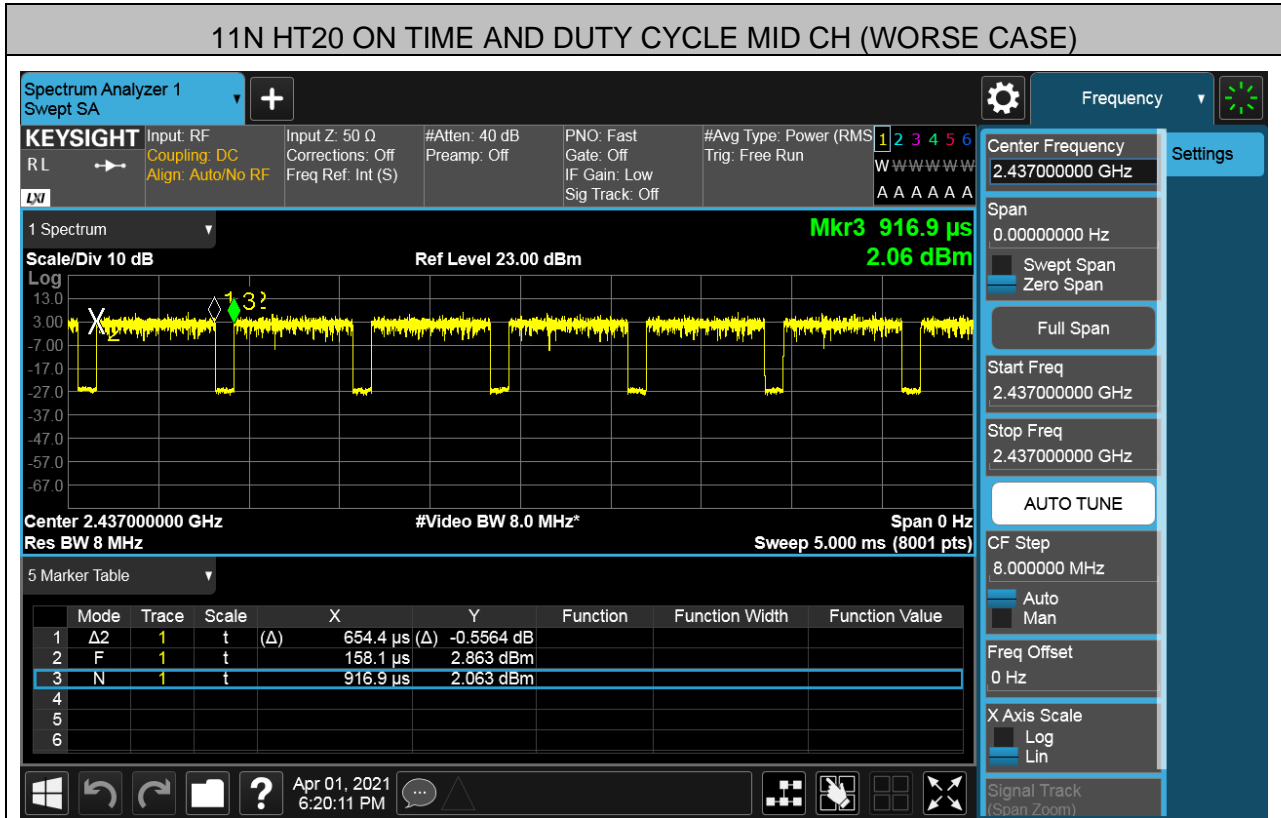 11N HT20 ON TIME AND DUTY CYCLE MID CH (WORSE CASE)
Spectrum Analyzer 1
Swept SA
+
Frequency
KEYSIGHT
RL
LXI
Input: RF
Coupling: DC
Align: Auto/No RF
Input Z: 50 Ω
Corrections: Off
Freq Ref: Int (S)
#Atten: 40 dB
Preamp: Off
PNO: Fast
Gate: Off
IF Gain: Low
Sig Track: Off
#Avg Type: Power (RMS
Trig: Free Run
1 2 3 4 5 6
W W W W W W
A A A A A A
1 Spectrum
Mkr3 916.9 µs
Scale/Div 10 dB
Ref Level 23.00 dBm
2.06 dBm
Log
13.0
3.00
-7.00
-17.0
-27.0
-37.0
-47.0
-57.0
-67.0
X
2
1
3
Center 2.437000000 GHz
#Video BW 8.0 MHz*
Span 0 Hz
Res BW 8 MHz
Sweep 5.000 ms (8001 pts)
5 Marker Table
Mode Trace Scale X Y Function Function Width Function Value
1 Δ2 1 t (Δ) 654.4 µs (Δ) -0.5564 dB
2 F 1 t 158.1 µs 2.863 dBm
3 N 1 t 916.9 µs 2.063 dBm
4
5
6
?
Apr 01, 2021
6:20:11 PM
Center Frequency
2.437000000 GHz
Settings
Span
0.00000000 Hz
Swept Span
Zero Span
Full Span
Start Freq
2.437000000 GHz
Stop Freq
2.437000000 GHz
AUTO TUNE
CF Step
8.000000 MHz
Auto
Man
Freq Offset
0 Hz
X Axis Scale
Log
Lin
Signal Track
(Span Zoom)